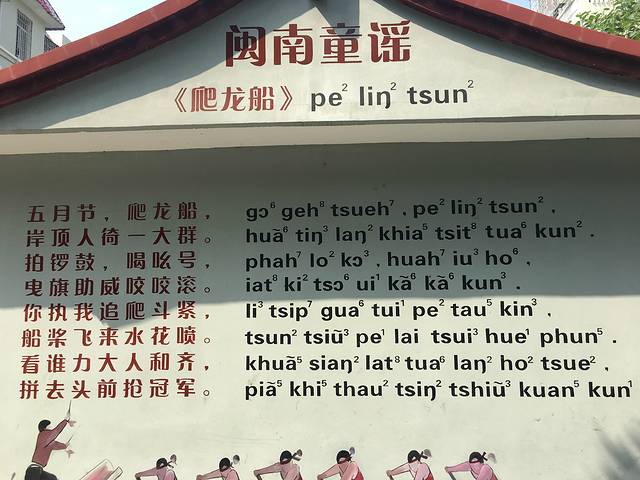 闽南童谣
《爬龙船》 pe² liŋ² tsun²
五月节，爬龙船， gɔ⁶ geh⁸ tsueh⁷ , pe² liŋ² tsun² ,
岸顶人徛一大群。 huã⁶ tiŋ³ laŋ² khia⁵ tsit⁸ tua⁶ kun² .
拍锣鼓，喝吆号， phah⁷ lo² kɔ³ , huah⁷ iu³ ho⁶ ,
曳旗助威咬咬滚。 iat⁸ ki² tsɔ⁶ ui¹ kã⁶ kã⁶ kun³ .
你执我追爬斗紧， li³ tsip⁷ gua⁶ tui¹ pe² tau⁵ kin³ ,
船桨飞来水花喷。 tsun² tsiũ³ pe¹ lai tsui³ hue¹ phun⁵ .
看谁力大人和齐， khuã⁵ siaŋ² lat⁸ tua⁶ laŋ² ho² tsue² ,
拼去头前抢冠军。 piã⁵ khi⁵ thau² tsiŋ² tshiũ³ kuan⁵ kun¹